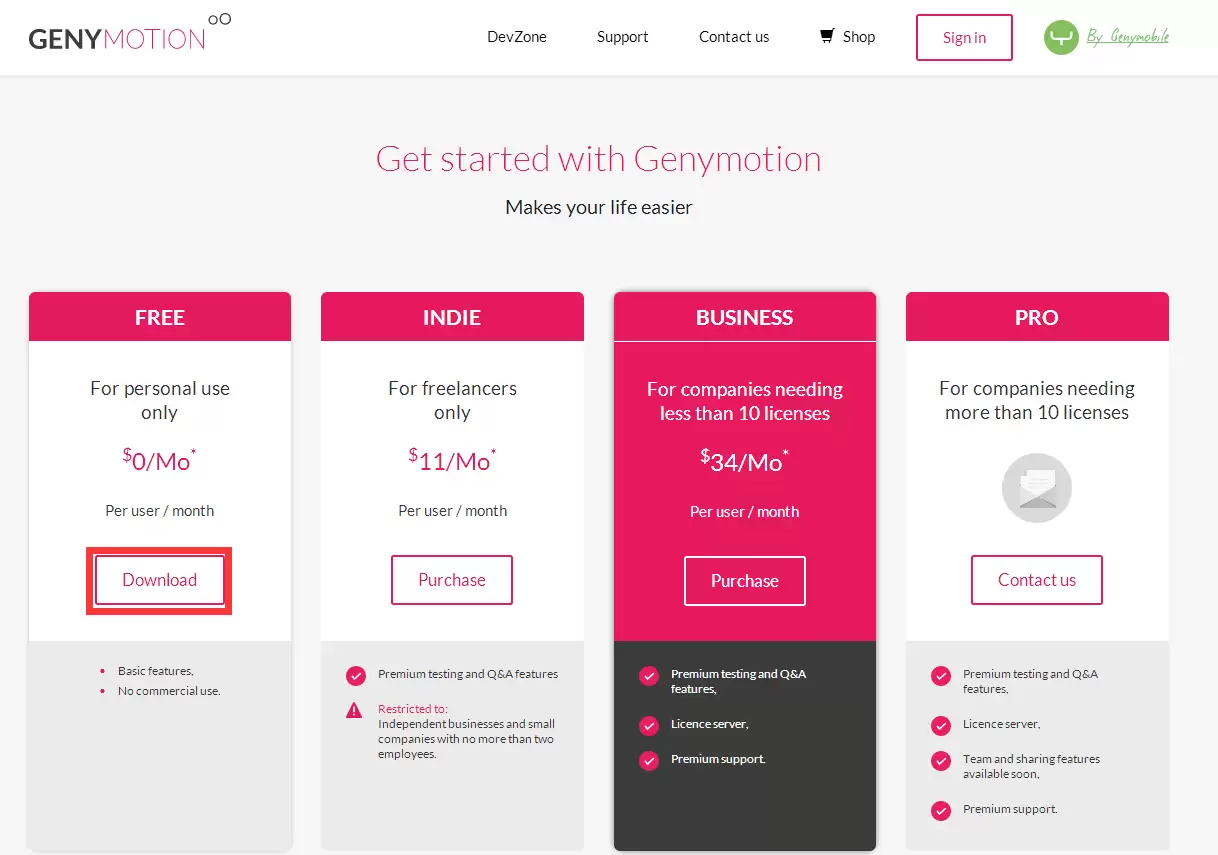 GENYMOTION
DevZone
Support
Contact us
Shop
Sign in
By Genymobile
Get started with Genymotion
Makes your life easier
FREE
For personal use
only
$0/Mo*
Per user / month
Download
Basic features,
No commercial use.
INDIE
For freelancers
only
$11/Mo*
Per user / month
Purchase
Premium testing and Q&A features
Restricted to:
Independent businesses and small
companies with no more than two
employees.
BUSINESS
For companies needing
less than 10 licenses
$34/Mo*
Per user / month
Purchase
Premium testing and Q&A
features,
Licence server,
Premium support.
PRO
For companies needing
more than 10 licenses
Contact us
Premium testing and Q&A
features,
Licence server,
Team and sharing features
available soon,
Premium support.